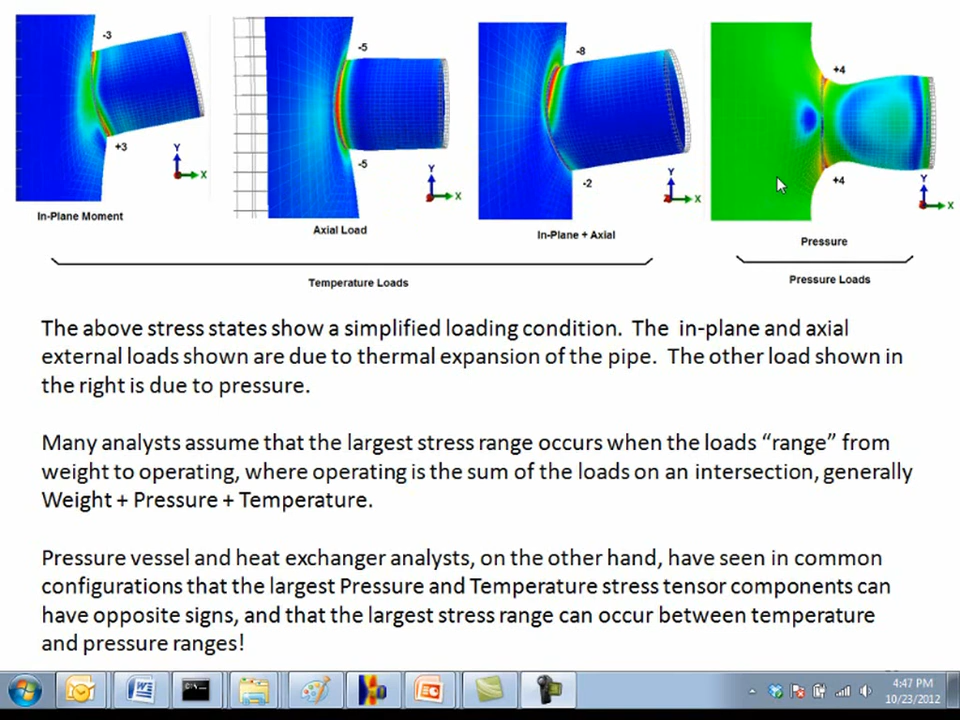 -3
+3
Y
X
In-Plane Moment
-5
-5
Y
X
Axial Load
-8
-2
Y
X
In-Plane + Axial
+4
+4
Y
X
Pressure
Temperature Loads
Pressure Loads
The above stress states show a simplified loading condition. The in-plane and axial
external loads shown are due to thermal expansion of the pipe. The other load shown in
the right is due to pressure.
Many analysts assume that the largest stress range occurs when the loads “range” from
weight to operating, where operating is the sum of the loads on an intersection, generally
Weight + Pressure + Temperature.
Pressure vessel and heat exchanger analysts, on the other hand, have seen in common
configurations that the largest Pressure and Temperature stress tensor components can
have opposite signs, and that the largest stress range can occur between temperature
and pressure ranges!
4:47 PM
10/23/2012